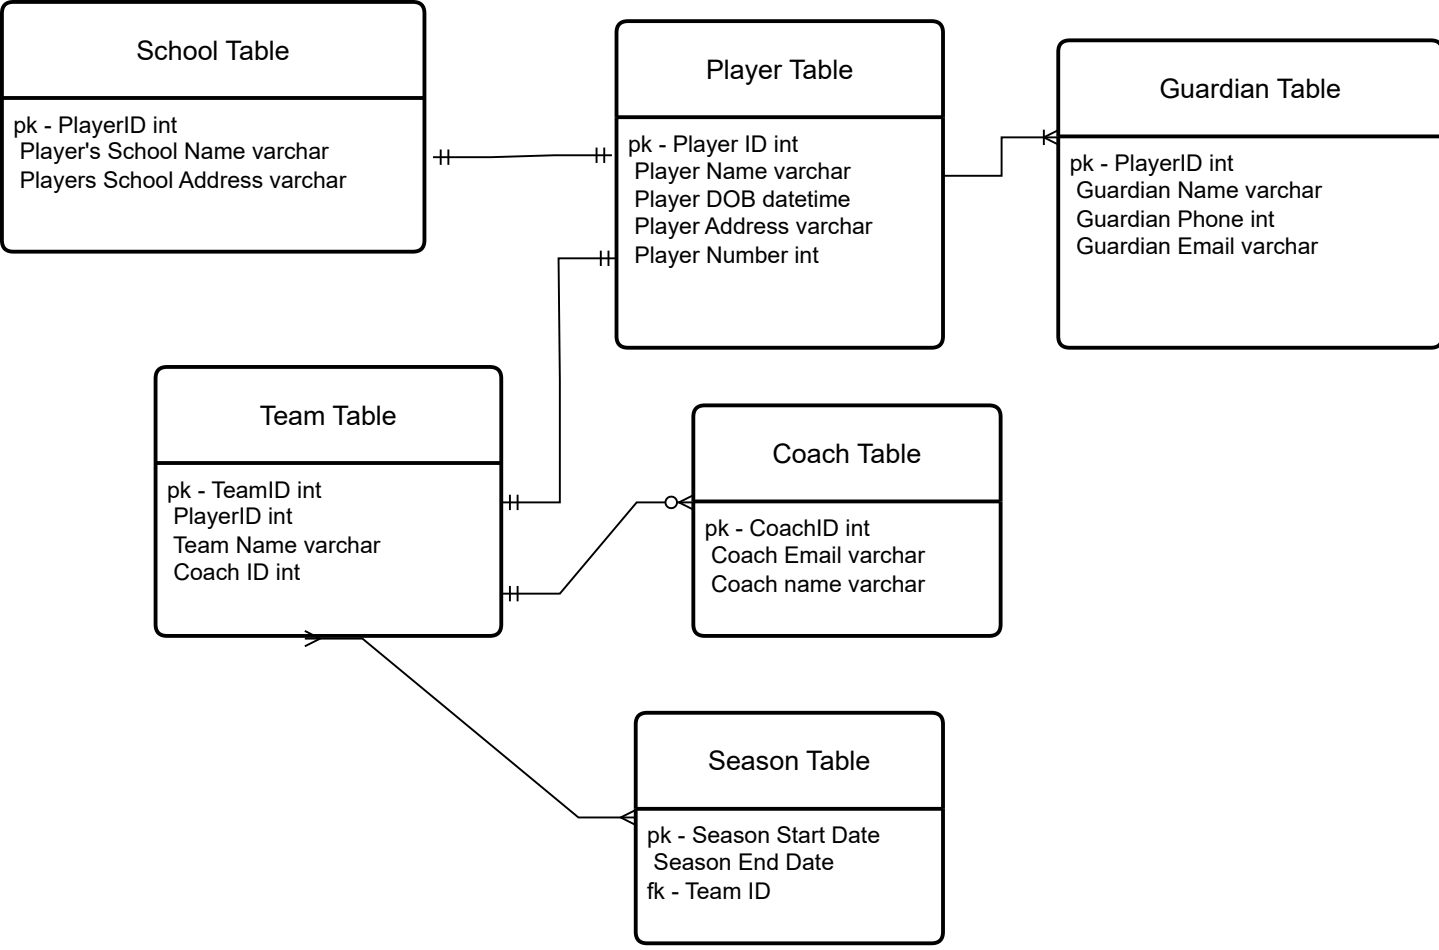 School Table
pk - PlayerID int
Player's School Name varchar
Players School Address varchar
Player Table
pk - Player ID int
Player Name varchar
Player DOB datetime
Player Address varchar
Player Number int
Guardian Table
pk - PlayerID int
Guardian Name varchar
Guardian Phone int
Guardian Email varchar
Team Table
pk - TeamID int
PlayerID int
Team Name varchar
Coach ID int
Coach Table
pk - CoachID int
Coach Email varchar
Coach name varchar
Season Table
pk - Season Start Date
Season End Date
fk - Team ID